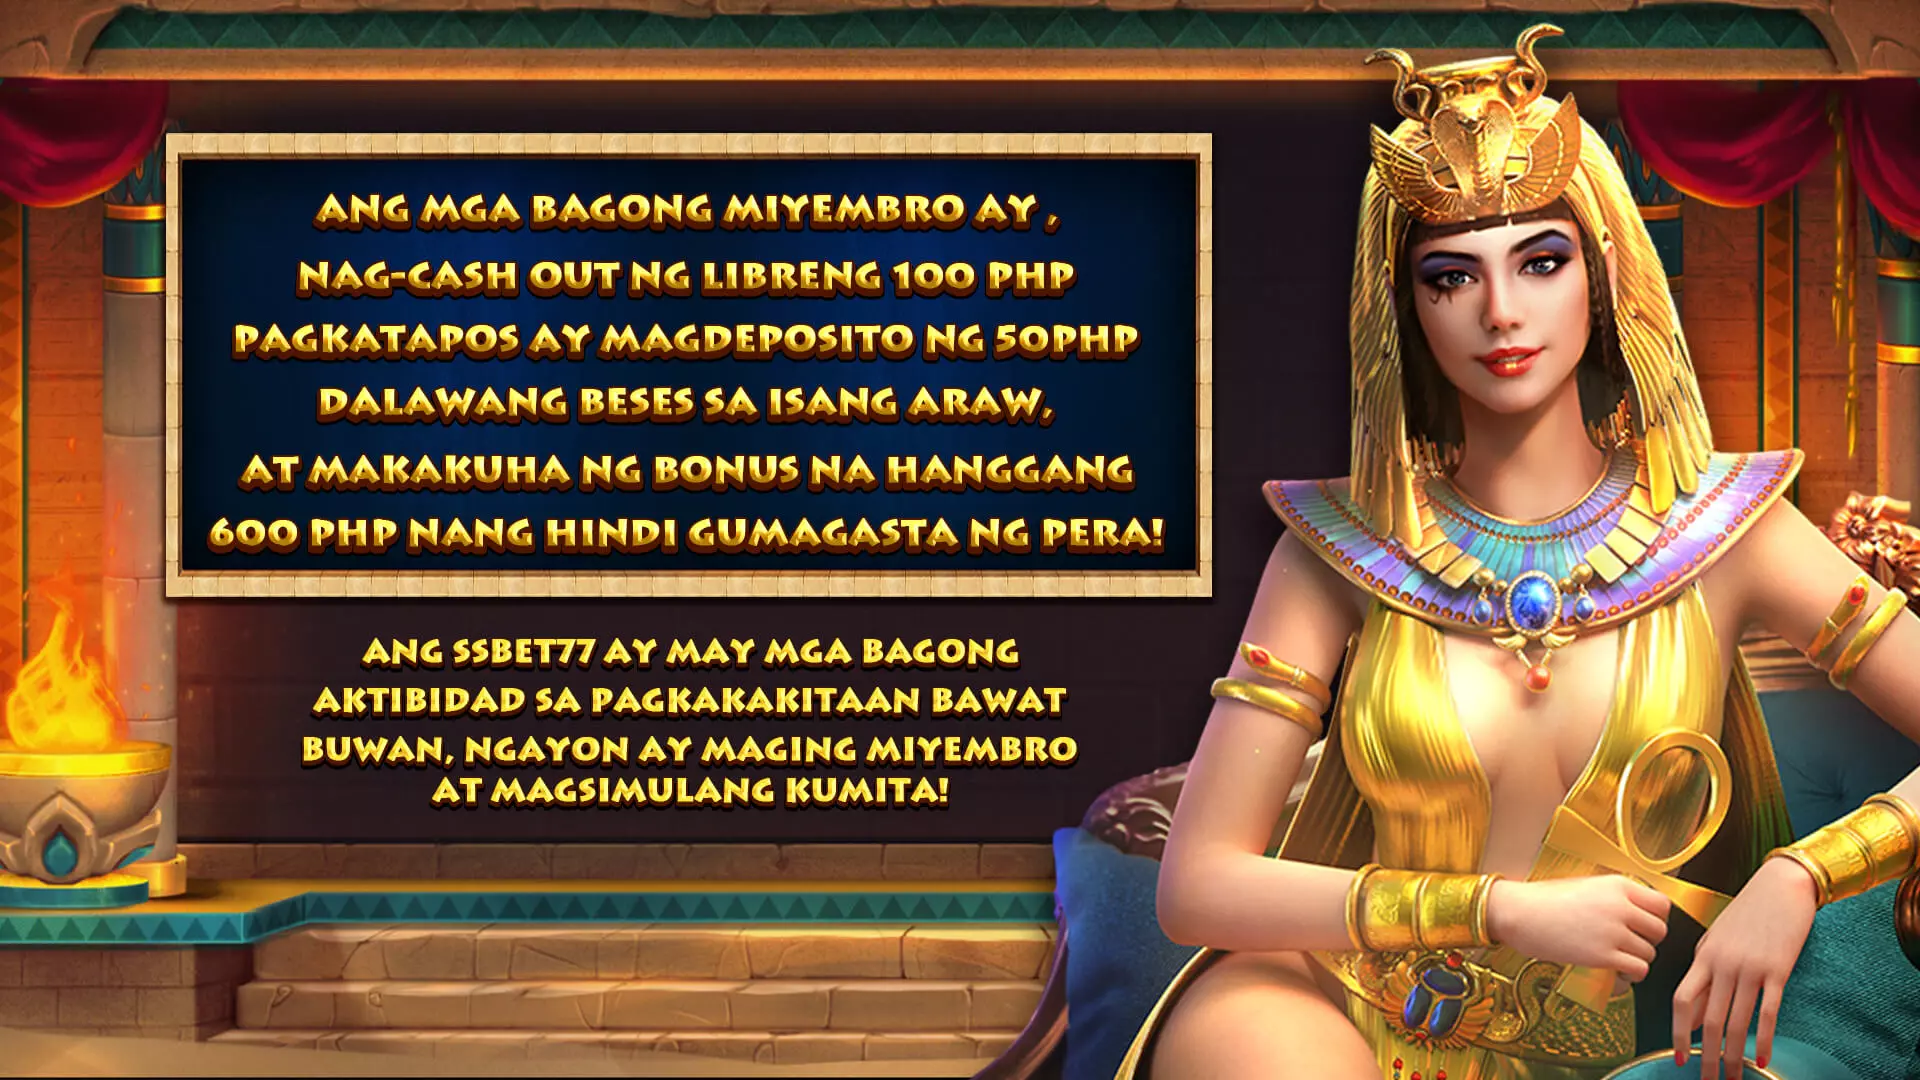 ANG MGA BAGONG MIYEMBRO AY ,
NAG-CASH OUT NG LIBRENG 100 PHP
PAGKATAPOS AY MAGDEPOSITO NG 50PHP
DALAWANG BESES SA ISANG ARAW,
AT MAKAKUHA NG BONUS NA HANGGANG
600 PHP NANG HINDI GUMAGASTA NG PERA!
ANG SSBET77 AY MAY MGA BAGONG
AKTIBIDAD SA PAGKAKAKITAAN BAWAT
BUWAN, NGAYON AY MAGING MIYEMBRO
AT MAGSIMULANG KUMITA!